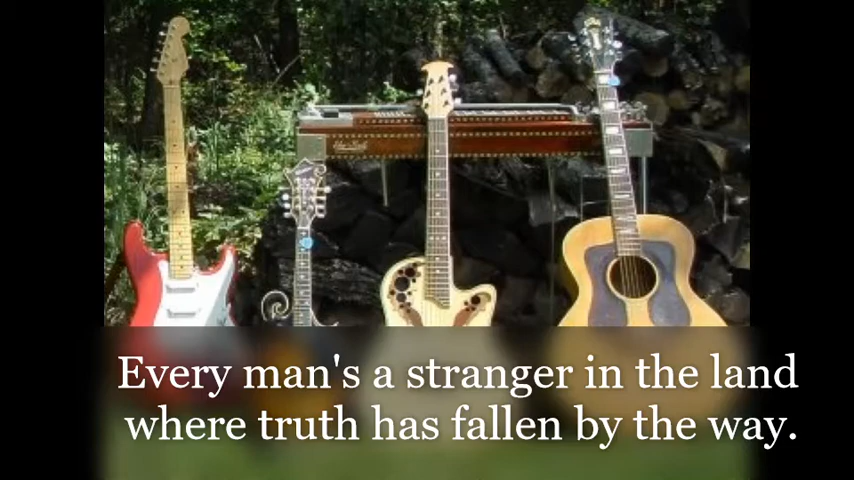 Every man's a stranger in the land
where truth has fallen by the way.